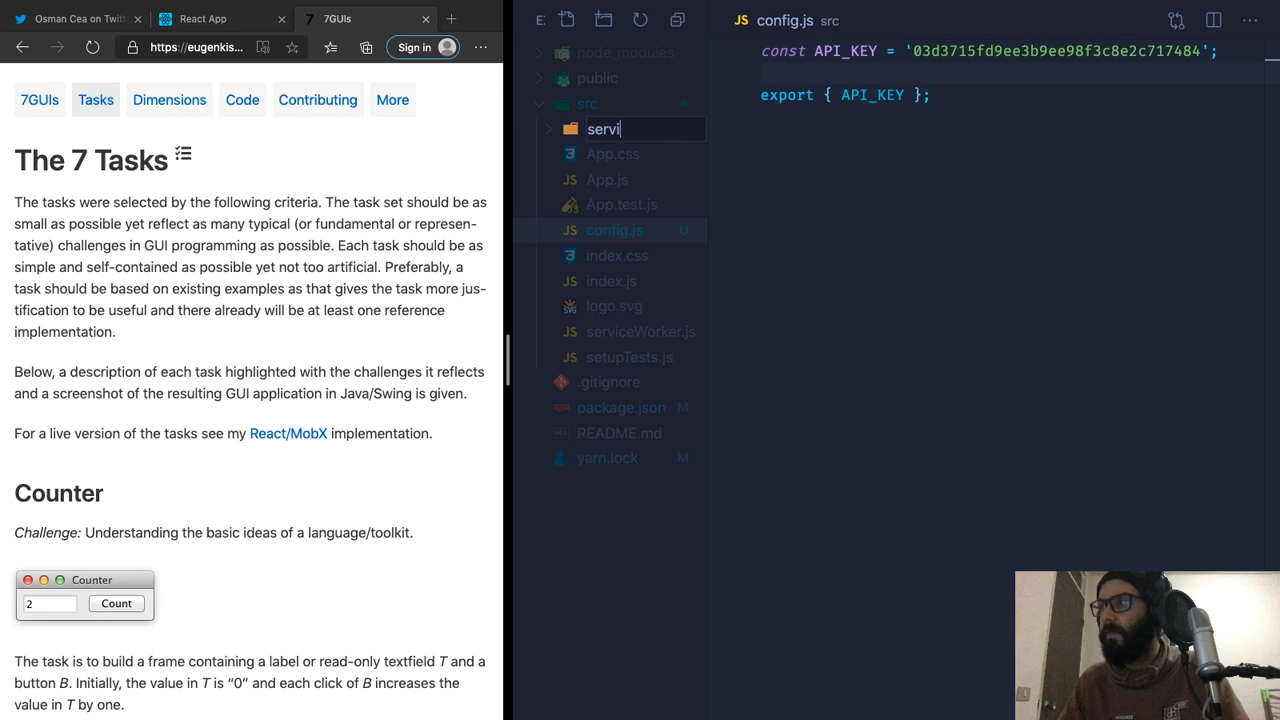 Osman Cea on Twitt
React App
7GUIs
https://eugenkis...
Sign in
7GUIs
Tasks
Dimensions
Code
Contributing
More
The 7 Tasks
The tasks were selected by the following criteria. The task set should be as
small as possible yet reflect as many typical (or fundamental or represen-
tative) challenges in GUI programming as possible. Each task should be as
simple and self-contained as possible yet not too artificial. Preferably, a
task should be based on existing examples as that gives the task more jus-
tification to be useful and there already will be at least one reference
implementation.
Below, a description of each task highlighted with the challenges it reflects
and a screenshot of the resulting GUI application in Java/Swing is given.
For a live version of the tasks see my React/MobX implementation.
Counter
Challenge: Understanding the basic ideas of a language/toolkit.
Counter
2
Count
The task is to build a frame containing a label or read-only textfield T and a
button B. Initially, the value in T is “0” and each click of B increases the
value in T by one.
E
node_modules
public
src
servi
App.css
JS App.js
App.test.js
JS config.js U
index.css
JS index.js
SVG logo.svg
JS serviceWorker.js
JS setupTests.js
.gitignore
package.json M
README.md
yarn.lock M
JS config.js src
const API_KEY = '03d3715fd9ee3b9ee98f3c8e2c717484';
export { API_KEY };